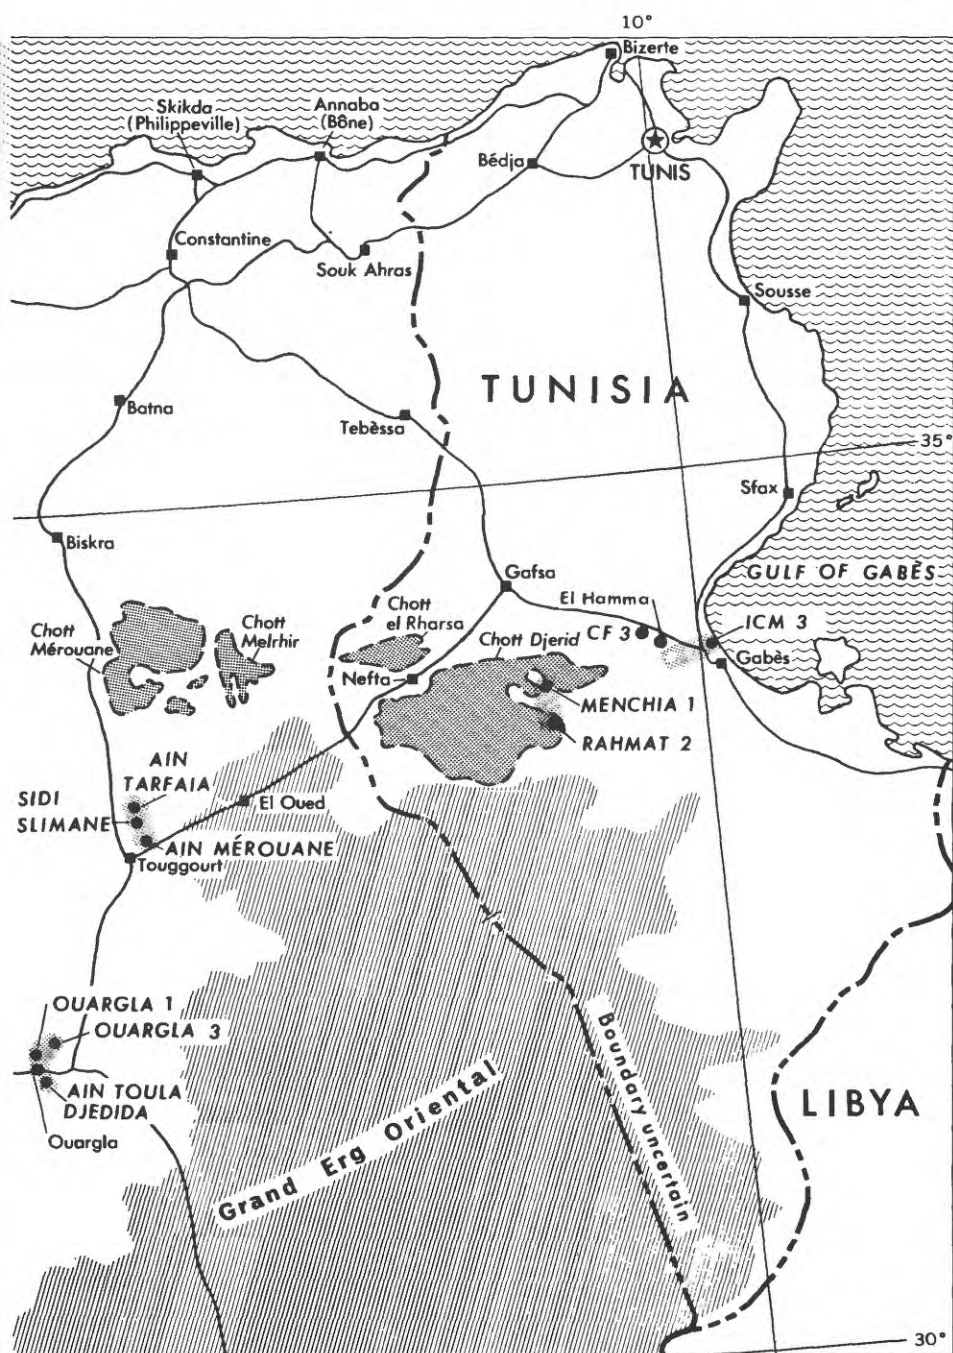 10°
Bizerte
Skikda
(Philippeville)
Annaba
(Bône)
Bédja
TUNIS
Constantine
Souk Ahras
Sousse
TUNISIA
Batna
Tebèssa
35°
Sfax
Biskra
Gafsa
GULF OF GABÈS
El Hamma
Chott
el Rharsa
ICM 3
Chott
Mérouane
Chott
Melrhir
CF 3
Chott Djerid
Gabès
Nefta
MENCHIA 1
RAHMAT 2
AIN
TARFAIA
SIDI
SLIMANE
El Oued
AIN MÉROUANE
Touggourt
OUARGLA 1
OUARGLA 3
Boundary uncertain
LIBYA
AIN TOULA
DJEDIDA
Grand Erg Oriental
Ouargla
30°